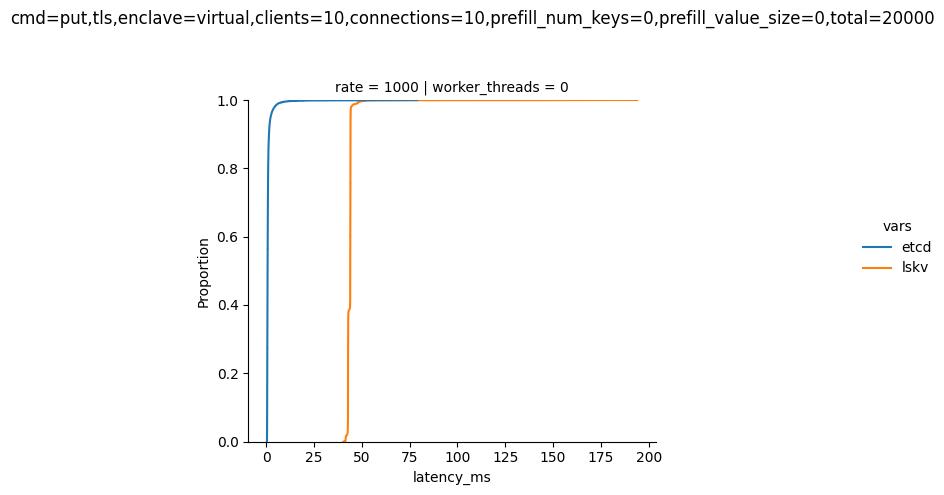 cmd=put,tls,enclave=virtual,clients=10,connections=10,prefill_num_keys=0,prefill_value_size=0,total=20000
rate = 1000 | worker_threads = 0
1.0
0.8
0.6
0.4
0.2
0.0
Proportion
0 25 50 75 100 125 150 175 200
latency_ms
vars
etcd
lskv